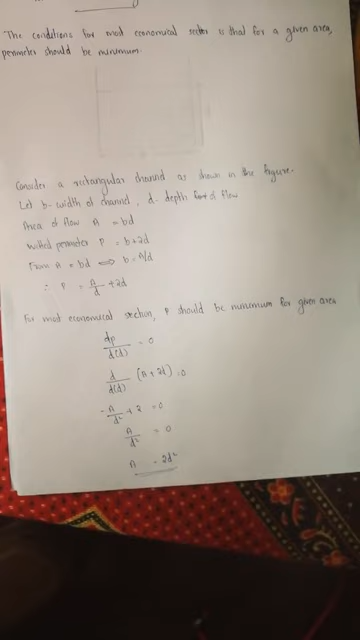 The conditions for most economical sector is that for a given area,
perimeter should be minimum.
Consider a rectangular channel as shown in the figure.
Let b- width of channel, d- depth of flow
Area of flow A = bd
wetted perimeter P = b+2d
From A = bd ⇔ b = A/d
∴ P = A/d + 2d
For most economical section, P should be minimum for given area
dp/d(d) = 0
d/d(d) (A + 2d) = 0
-A/d² + 2 = 0
A/d² = 0
A = 2d²